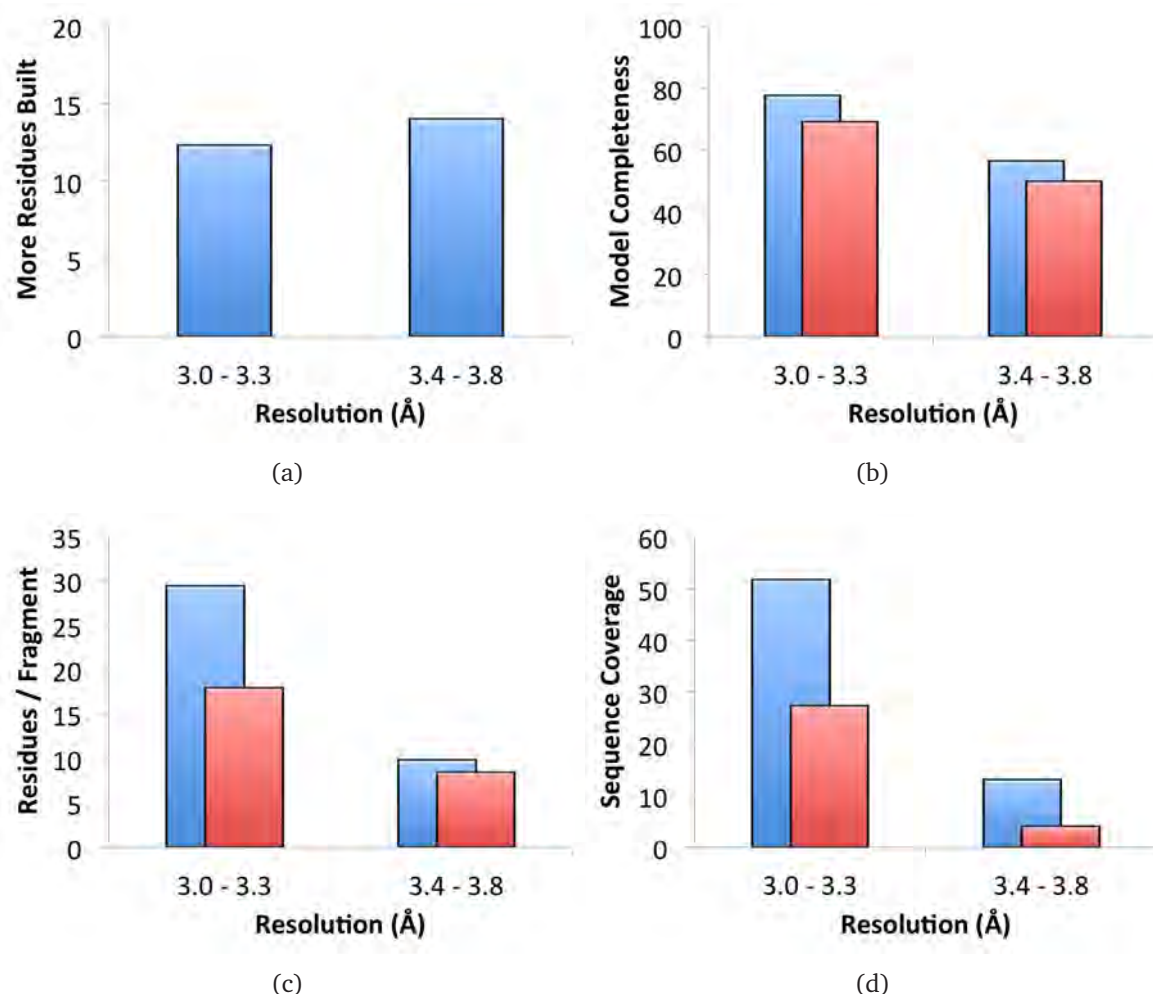 20
15
10
5
0
More Residues Built
3.0 - 3.3
3.4 - 3.8
Resolution (Å)
(a)
100
80
60
40
20
0
Model Completeness
3.0 - 3.3
3.4 - 3.8
Resolution (Å)
(b)
35
30
25
20
15
10
5
0
Residues / Fragment
3.0 - 3.3
3.4 - 3.8
Resolution (Å)
(c)
60
50
40
30
20
10
0
Sequence Coverage
3.0 - 3.3
3.4 - 3.8
Resolution (Å)
(d)